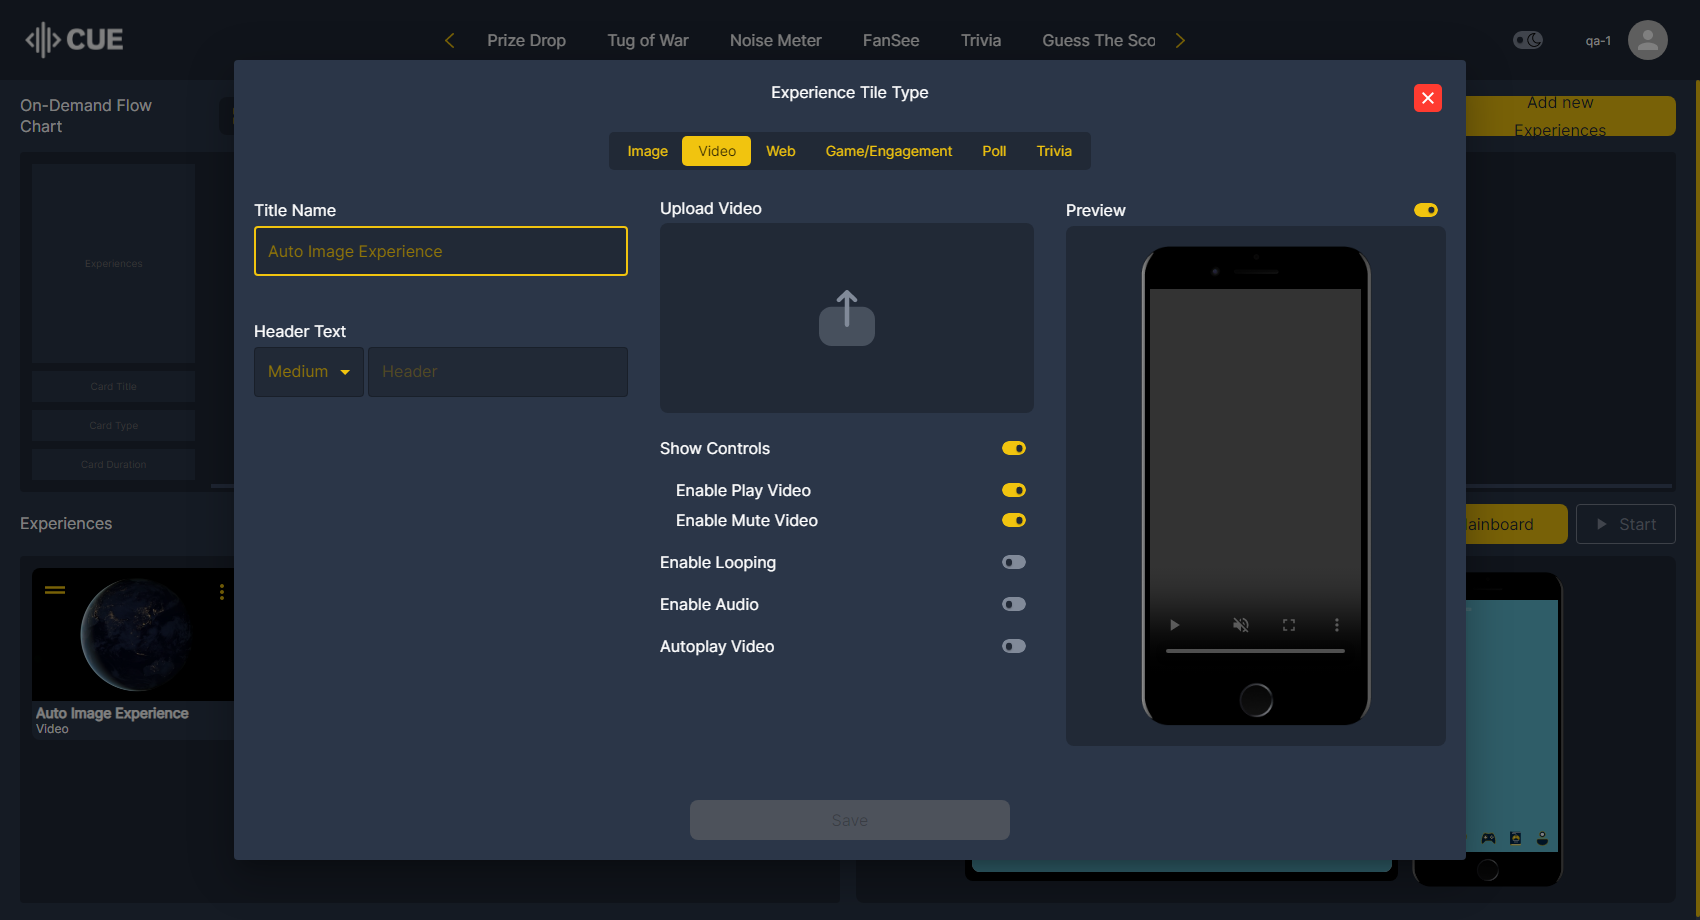 CUE
Prize Drop
Tug of War
Noise Meter
FanSee
Trivia
Guess The Sco
qa-1
On-Demand Flow
Chart
Add new
Experiences
Experiences
Card Title
Card Type
Card Duration
Experience Tile Type
Image
Video
Web
Game/Engagement
Poll
Trivia
Title Name
Auto Image Experience
Header Text
Medium
Header
Upload Video
Show Controls
Enable Play Video
Enable Mute Video
Enable Looping
Enable Audio
Autoplay Video
Preview
Save
Experiences
ainboard
Start
Auto Image Experience
Video